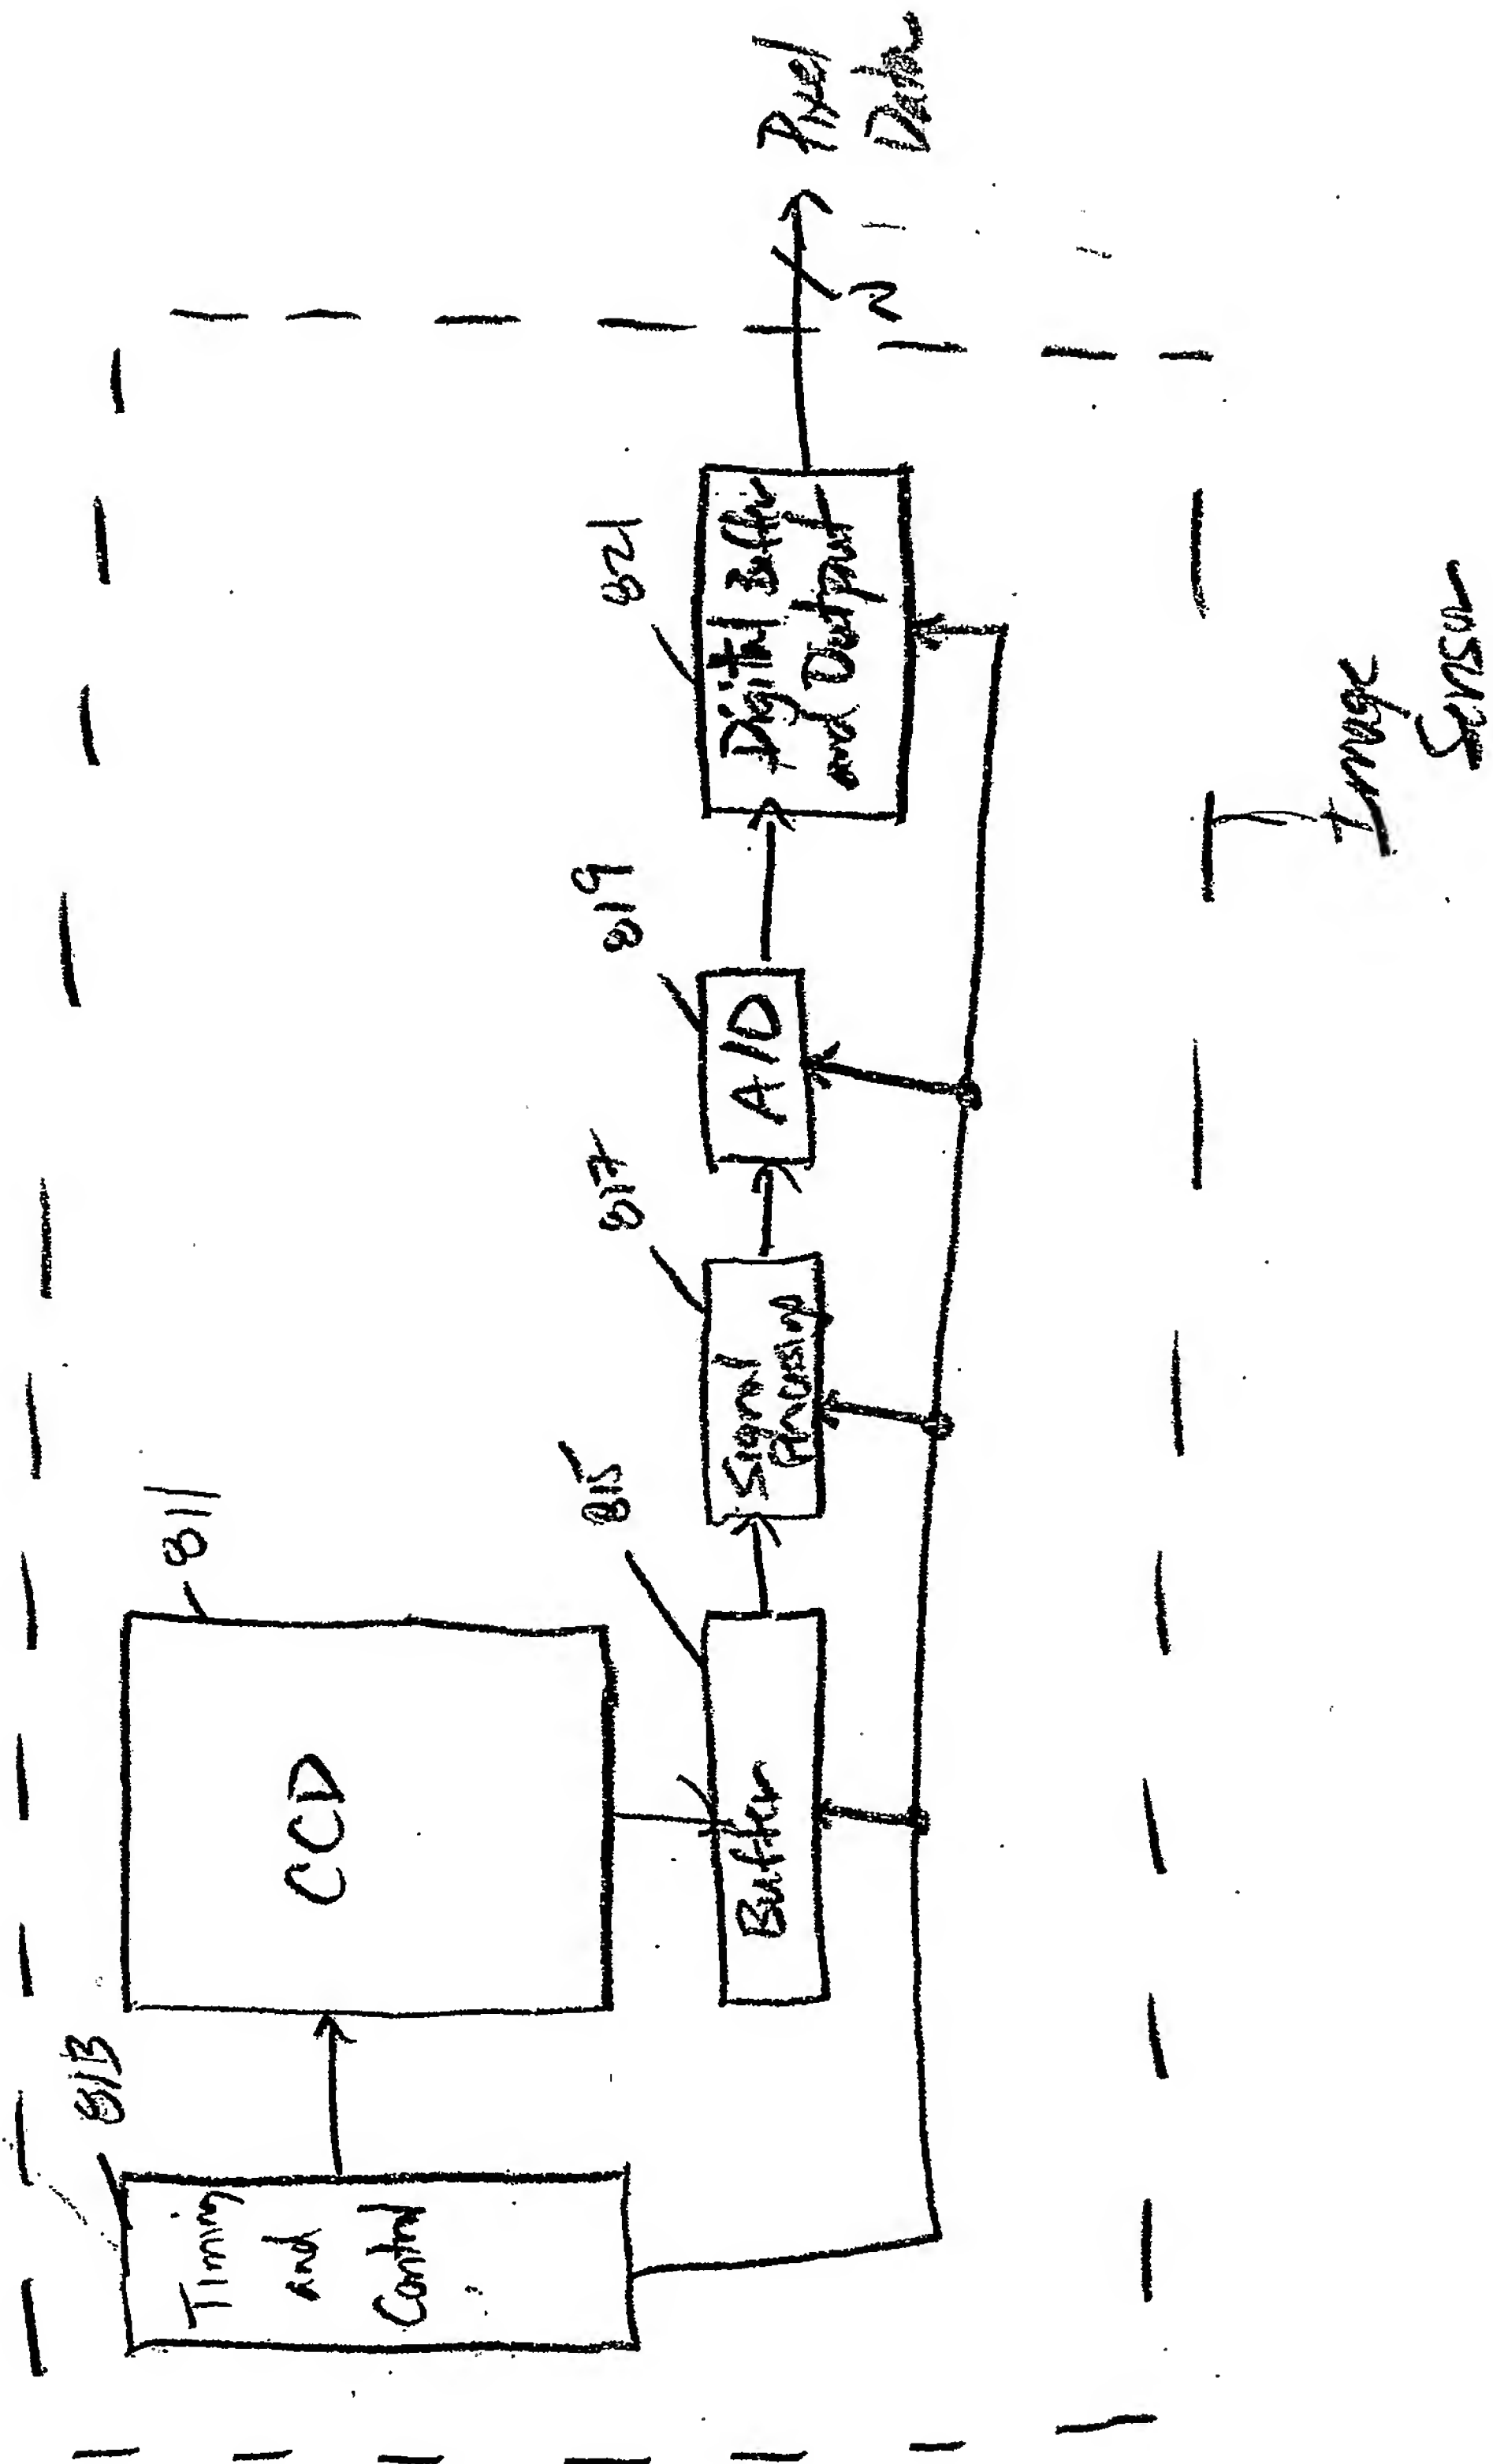 813
Timing
and
Control
811
CCD
815
Buffer
817
Signal
Processing
819
A/D
821
Digital Buffer
and Output
N
Pixel
Data
Image
Sensor